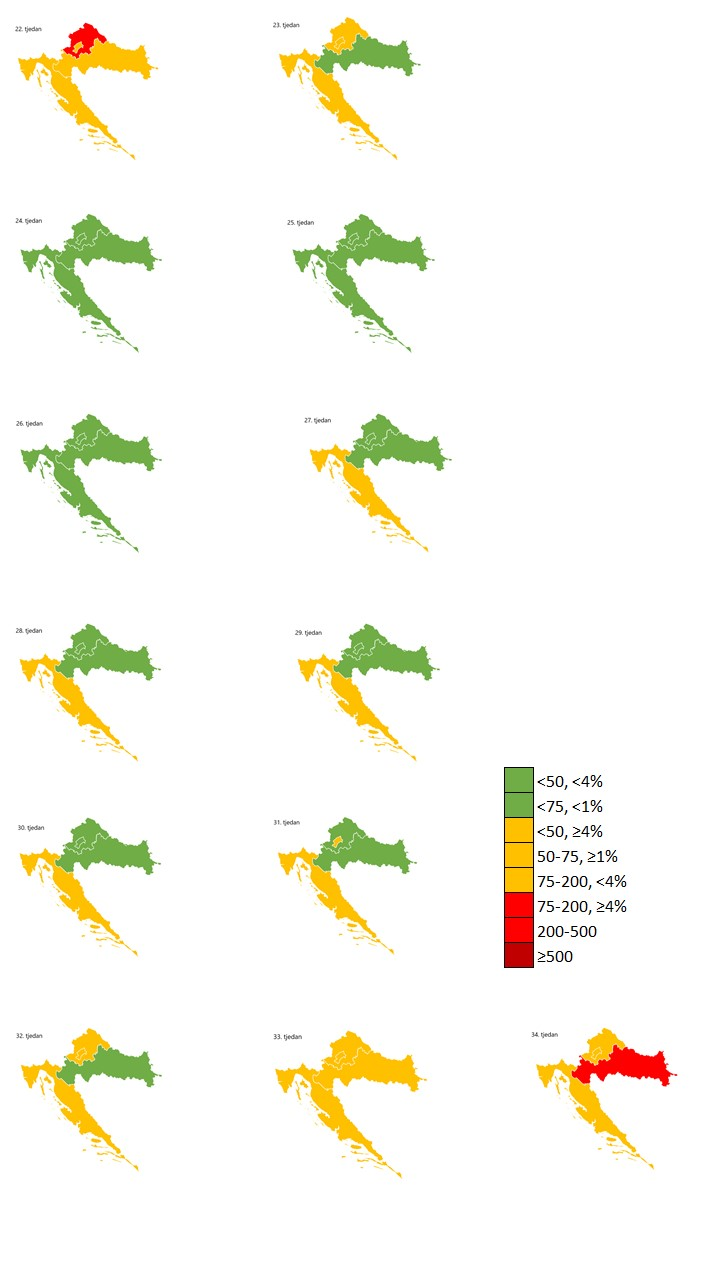 22. tjedan
23. tjedan
24. tjedan
25. tjedan
26. tjedan
27. tjedan
28. tjedan
29. tjedan
<50, <4%
<75, <1%
<50, ≥4%
50-75, ≥1%
75-200, <4%
75-200, ≥4%
200-500
≥500
30. tjedan
31. tjedan
32. tjedan
33. tjedan
34. tjedan